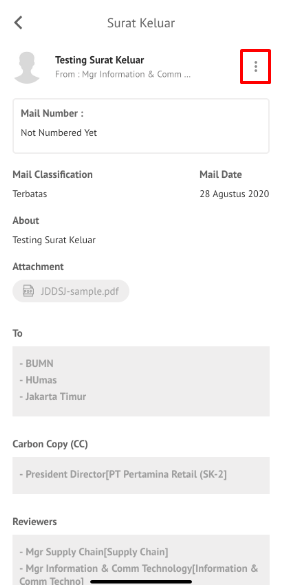 Surat Keluar
Testing Surat Keluar
From : Mgr Information & Comm ...
Mail Number :
Not Numbered Yet
Mail Classification
Mail Date
Terbatas
28 Agustus 2020
About
Testing Surat Keluar
Attachment
JDDSJ-sample.pdf
To
- BUMN
- HUmas
- Jakarta Timur
Carbon Copy (CC)
- President Director[PT Pertamina Retail (SK-2]
Reviewers
- Mgr Supply Chain[Supply Chain]
- Mgr Information & Comm Technology[Information &
Comm Techno]